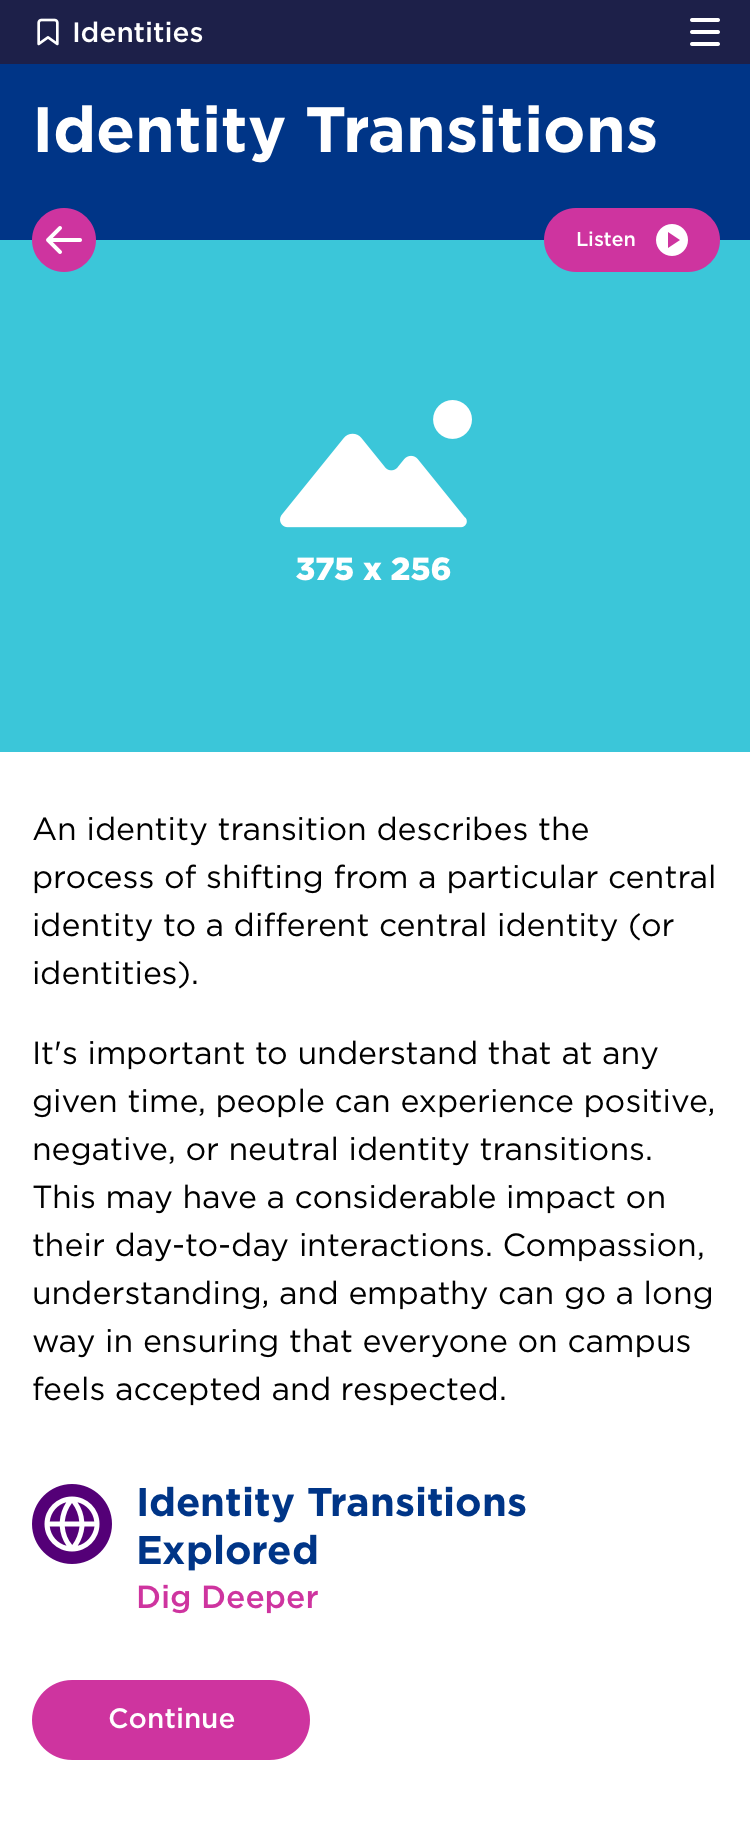 Identities
Identity Transitions
Listen
375 x 256
An identity transition describes the
process of shifting from a particular central
identity to a different central identity (or
identities).
It's important to understand that at any
given time, people can experience positive,
negative, or neutral identity transitions.
This may have a considerable impact on
their day-to-day interactions. Compassion,
understanding, and empathy can go a long
way in ensuring that everyone on campus
feels accepted and respected.
Identity Transitions
Explored
Dig Deeper
Continue